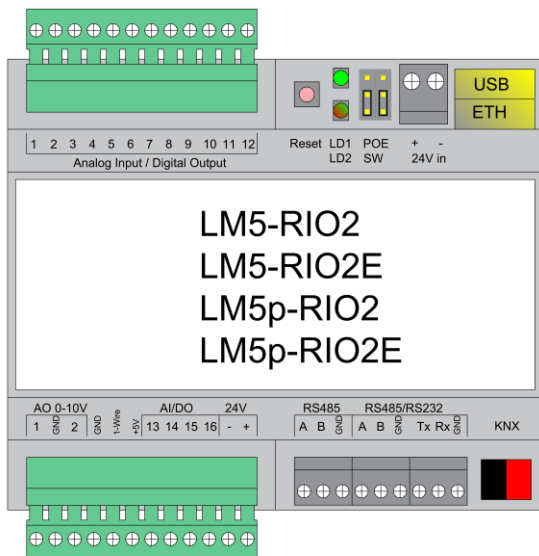 USB
ETH
1 2 3 4 5 6 7 8 9 10 11 12
Analog Input / Digital Output
Reset LD1 POE + -
LD2 SW 24V in
LM5-RIO2
LM5-RIO2E
LM5p-RIO2
LM5p-RIO2E
AO 0-10V AI/DO 24V RS485 RS485/RS232
1 GND 2 GND 1-Wire +5V 13 14 15 16 - + A B GND A B GND Tx Rx GND KNX